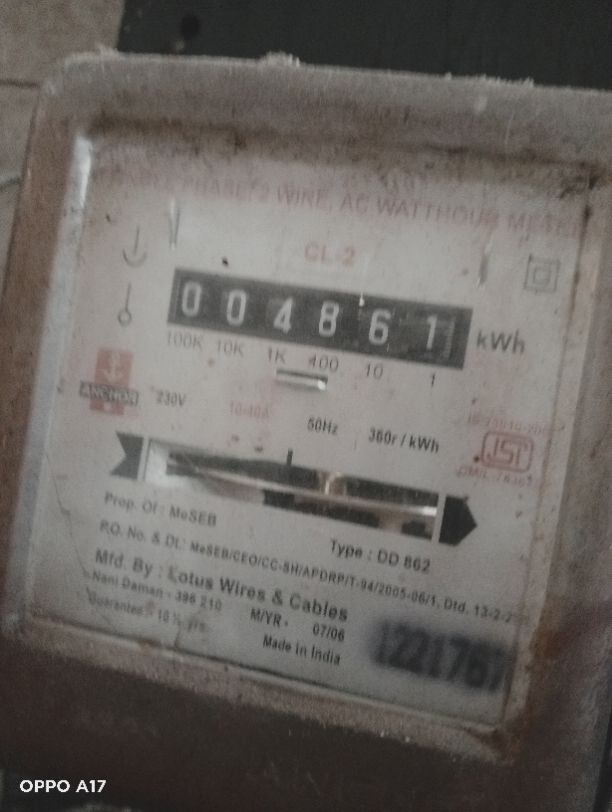 PHASE, 2 WIRE, AC WATTHOUR METER
CL-2
004861 kWh
100K 10K 1K 100 10 1
ANCHOR
230V 10-40A 50Hz 360r/kWh
ISI
Prop. Of : MeSEB
Type : DD 862
P.O. No. & Dt.: MeSEB/CEO/CC-SH/APDRP/T-94/2005-06/1, Dtd. 13-2-2
Mfd. By : Lotus Wires & Cables
Nani Daman - 396 210 M/YR - 07/06
Guarantee - yrs
Made in India
OPPO A17